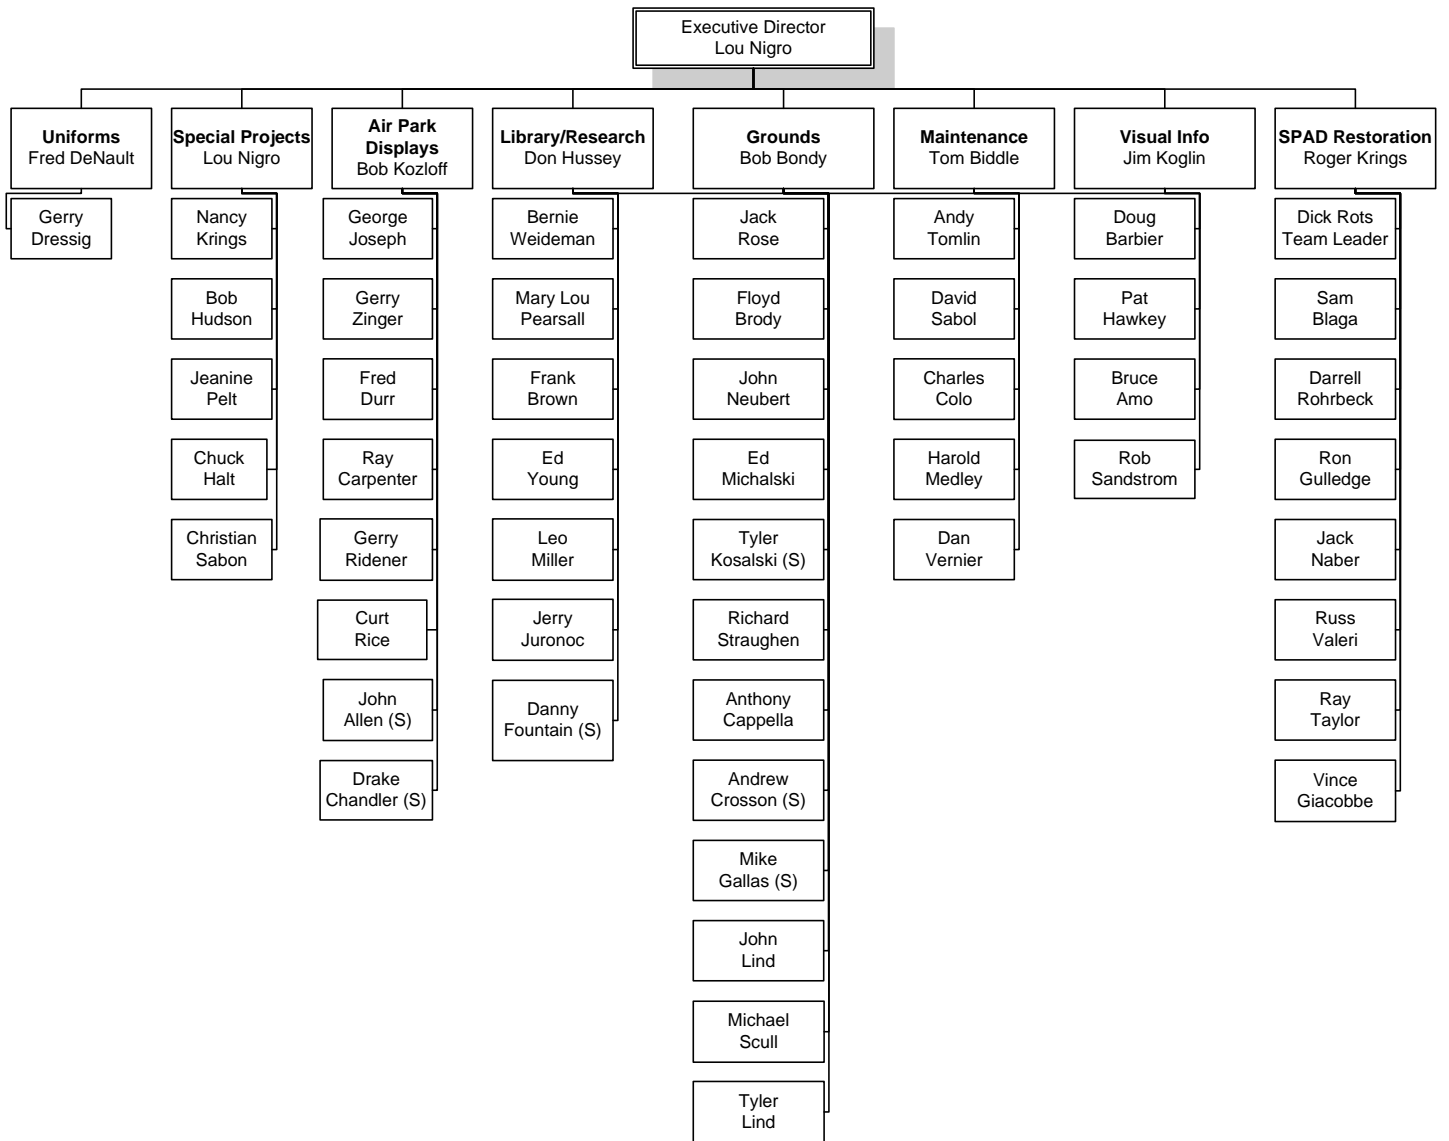 Executive Director
Lou Nigro
Uniforms
Fred DeNault
Gerry
Dressig
Special Projects
Lou Nigro
Nancy
Krings
Bob
Hudson
Jeanine
Pelt
Chuck
Halt
Christian
Sabon
Air Park
Displays
Bob Kozloff
George
Joseph
Gerry
Zinger
Fred
Durr
Ray
Carpenter
Gerry
Ridener
Curt
Rice
John
Allen (S)
Drake
Chandler (S)
Library/Research
Don Hussey
Bernie
Weideman
Mary Lou
Pearsall
Frank
Brown
Ed
Young
Leo
Miller
Jerry
Juronoc
Danny
Fountain (S)
Grounds
Bob Bondy
Jack
Rose
Floyd
Brody
John
Neubert
Ed
Michalski
Tyler
Kosalski (S)
Richard
Straughen
Anthony
Cappella
Andrew
Crosson (S)
Mike
Gallas (S)
John
Lind
Michael
Scull
Tyler
Lind
Maintenance
Tom Biddle
Andy
Tomlin
David
Sabol
Charles
Colo
Harold
Medley
Dan
Vernier
Visual Info
Jim Koglin
Doug
Barbier
Pat
Hawkey
Bruce
Amo
Rob
Sandstrom
SPAD Restoration
Roger Krings
Dick Rots
Team Leader
Sam
Blaga
Darrell
Rohrbeck
Ron
Gulledge
Jack
Naber
Russ
Valeri
Ray
Taylor
Vince
Giacobbe